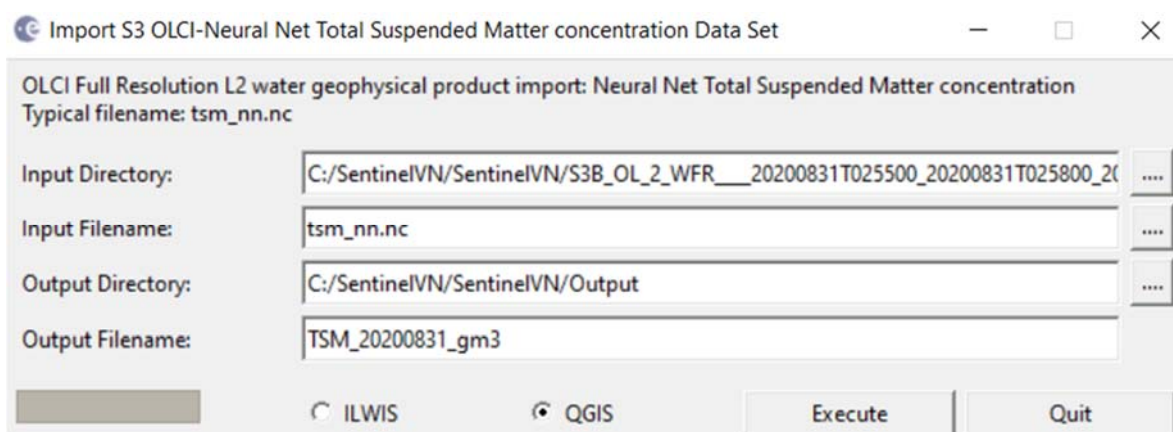 Import S3 OLCI-Neural Net Total Suspended Matter concentration Data Set
OLCI Full Resolution L2 water geophysical product import: Neural Net Total Suspended Matter concentration
Typical filename: tsm_nn.nc
Input Directory: C:/SentinelVN/SentinelVN/S3B_OL_2_WFR____20200831T025500_20200831T025800_20 ....
Input Filename: tsm_nn.nc ....
Output Directory: C:/SentinelVN/SentinelVN/Output ....
Output Filename: TSM_20200831_gm3
ILWIS QGIS Execute Quit